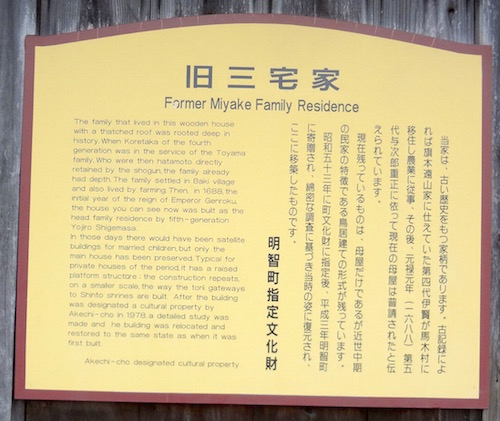 旧三宅家
Former Miyake Family Residence
The family that lived in this wooden house
with a thatched roof was rooted deep in
history. When Koretaka of the fourth
generation was in the service of the Toyama
family, Who were then hatamoto directly
retained by the shogun, the family already
had depth. The family settled in Baki village
and also lived by farming. Then, in 1688, the
initial year of the reign of Emperor Genroku,
the house you can see now was built as the
head family residence by fifth-generation
Yojiro Shigemasa.
In those days there would have been satellite
buildings for married children, but only the
main house has been preserved. Typical for
private houses of the period, it has a raised
platform structure : the construction repeats,
on a smaller scale, the way the torii gateways
to Shinto shrines are built. After the building
was designated a cultural property by
Akechi-cho in 1978 a detailed study was
made and he building was relocated and
restored to the same state as when it was
first built.
Akechi-cho designated cultural property
当家は、古い歴史をもつ家柄であります。古記録によ
れば旗本遠山家に仕えていた第四代伊賢が馬木村に
移住し農業に従事、その後、元禄元年（一六八八）第五
代与次郎重正に依って現在の母屋は普請されたと伝
えられています。
現在残っているものは、母屋だけであるが近世中期
の民家の特徴である鳥居建ての形式が残っています。
昭和五十三年に町文化財に指定後、平成三年明智町
に寄贈され、綿密な調査に基づき当時の姿に復元され、
ここに移築したものです。
明智町指定文化財